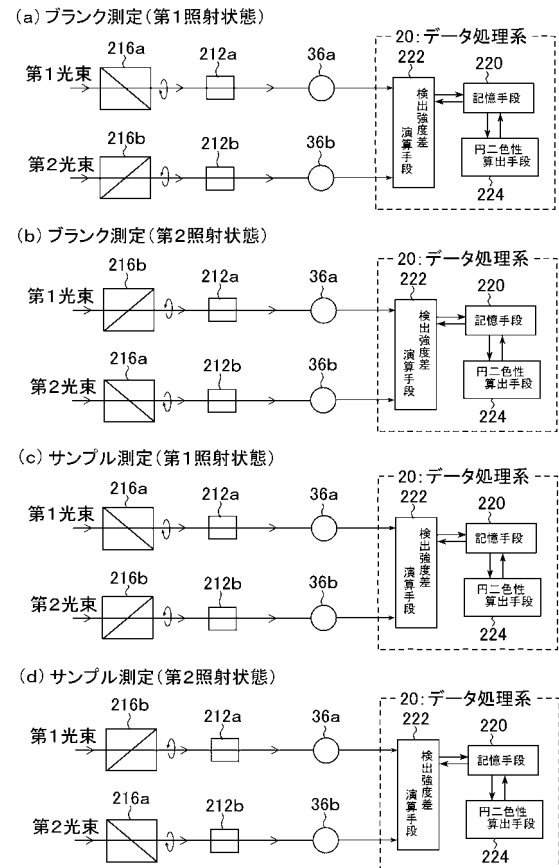 (a) ブランク測定(第1照射状態)
216a
212a
36a
20:データ処理系
222
220
第1光束
検出強度差
演算手段
記憶手段
216b
212b
36b
円二色性
算出手段
第2光束
224
(b) ブランク測定(第2照射状態)
216b
212a
36a
20:データ処理系
222
220
第1光束
検出強度差
演算手段
記憶手段
216a
212b
36b
円二色性
算出手段
第2光束
224
(c) サンプル測定(第1照射状態)
216a
212a
36a
20:データ処理系
222
220
第1光束
検出強度差
演算手段
記憶手段
216b
212b
36b
円二色性
算出手段
第2光束
224
(d) サンプル測定(第2照射状態)
216b
212a
36a
20:データ処理系
222
220
第1光束
検出強度差
演算手段
記憶手段
216a
212b
36b
円二色性
算出手段
第2光束
224